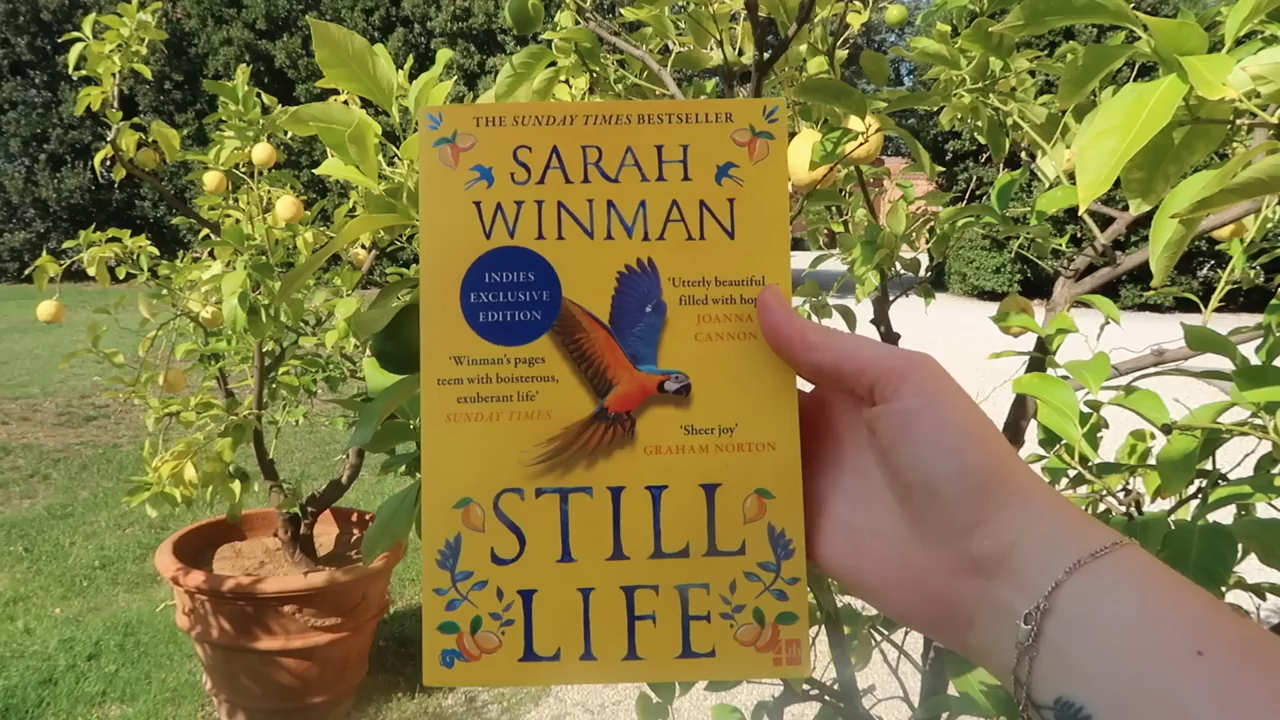 THE SUNDAY TIMES BESTSELLER
SARAH
WINMAN
INDIES
EXCLUSIVE
EDITION
'Utterly beautiful
filled with
JOANNA
CANNON
'Winman's pages
teem with boisterous,
exuberant life'
SUNDAY TIMES
'Sheer joy'
GRAHAM NORTON
STILL
LIFE
4th